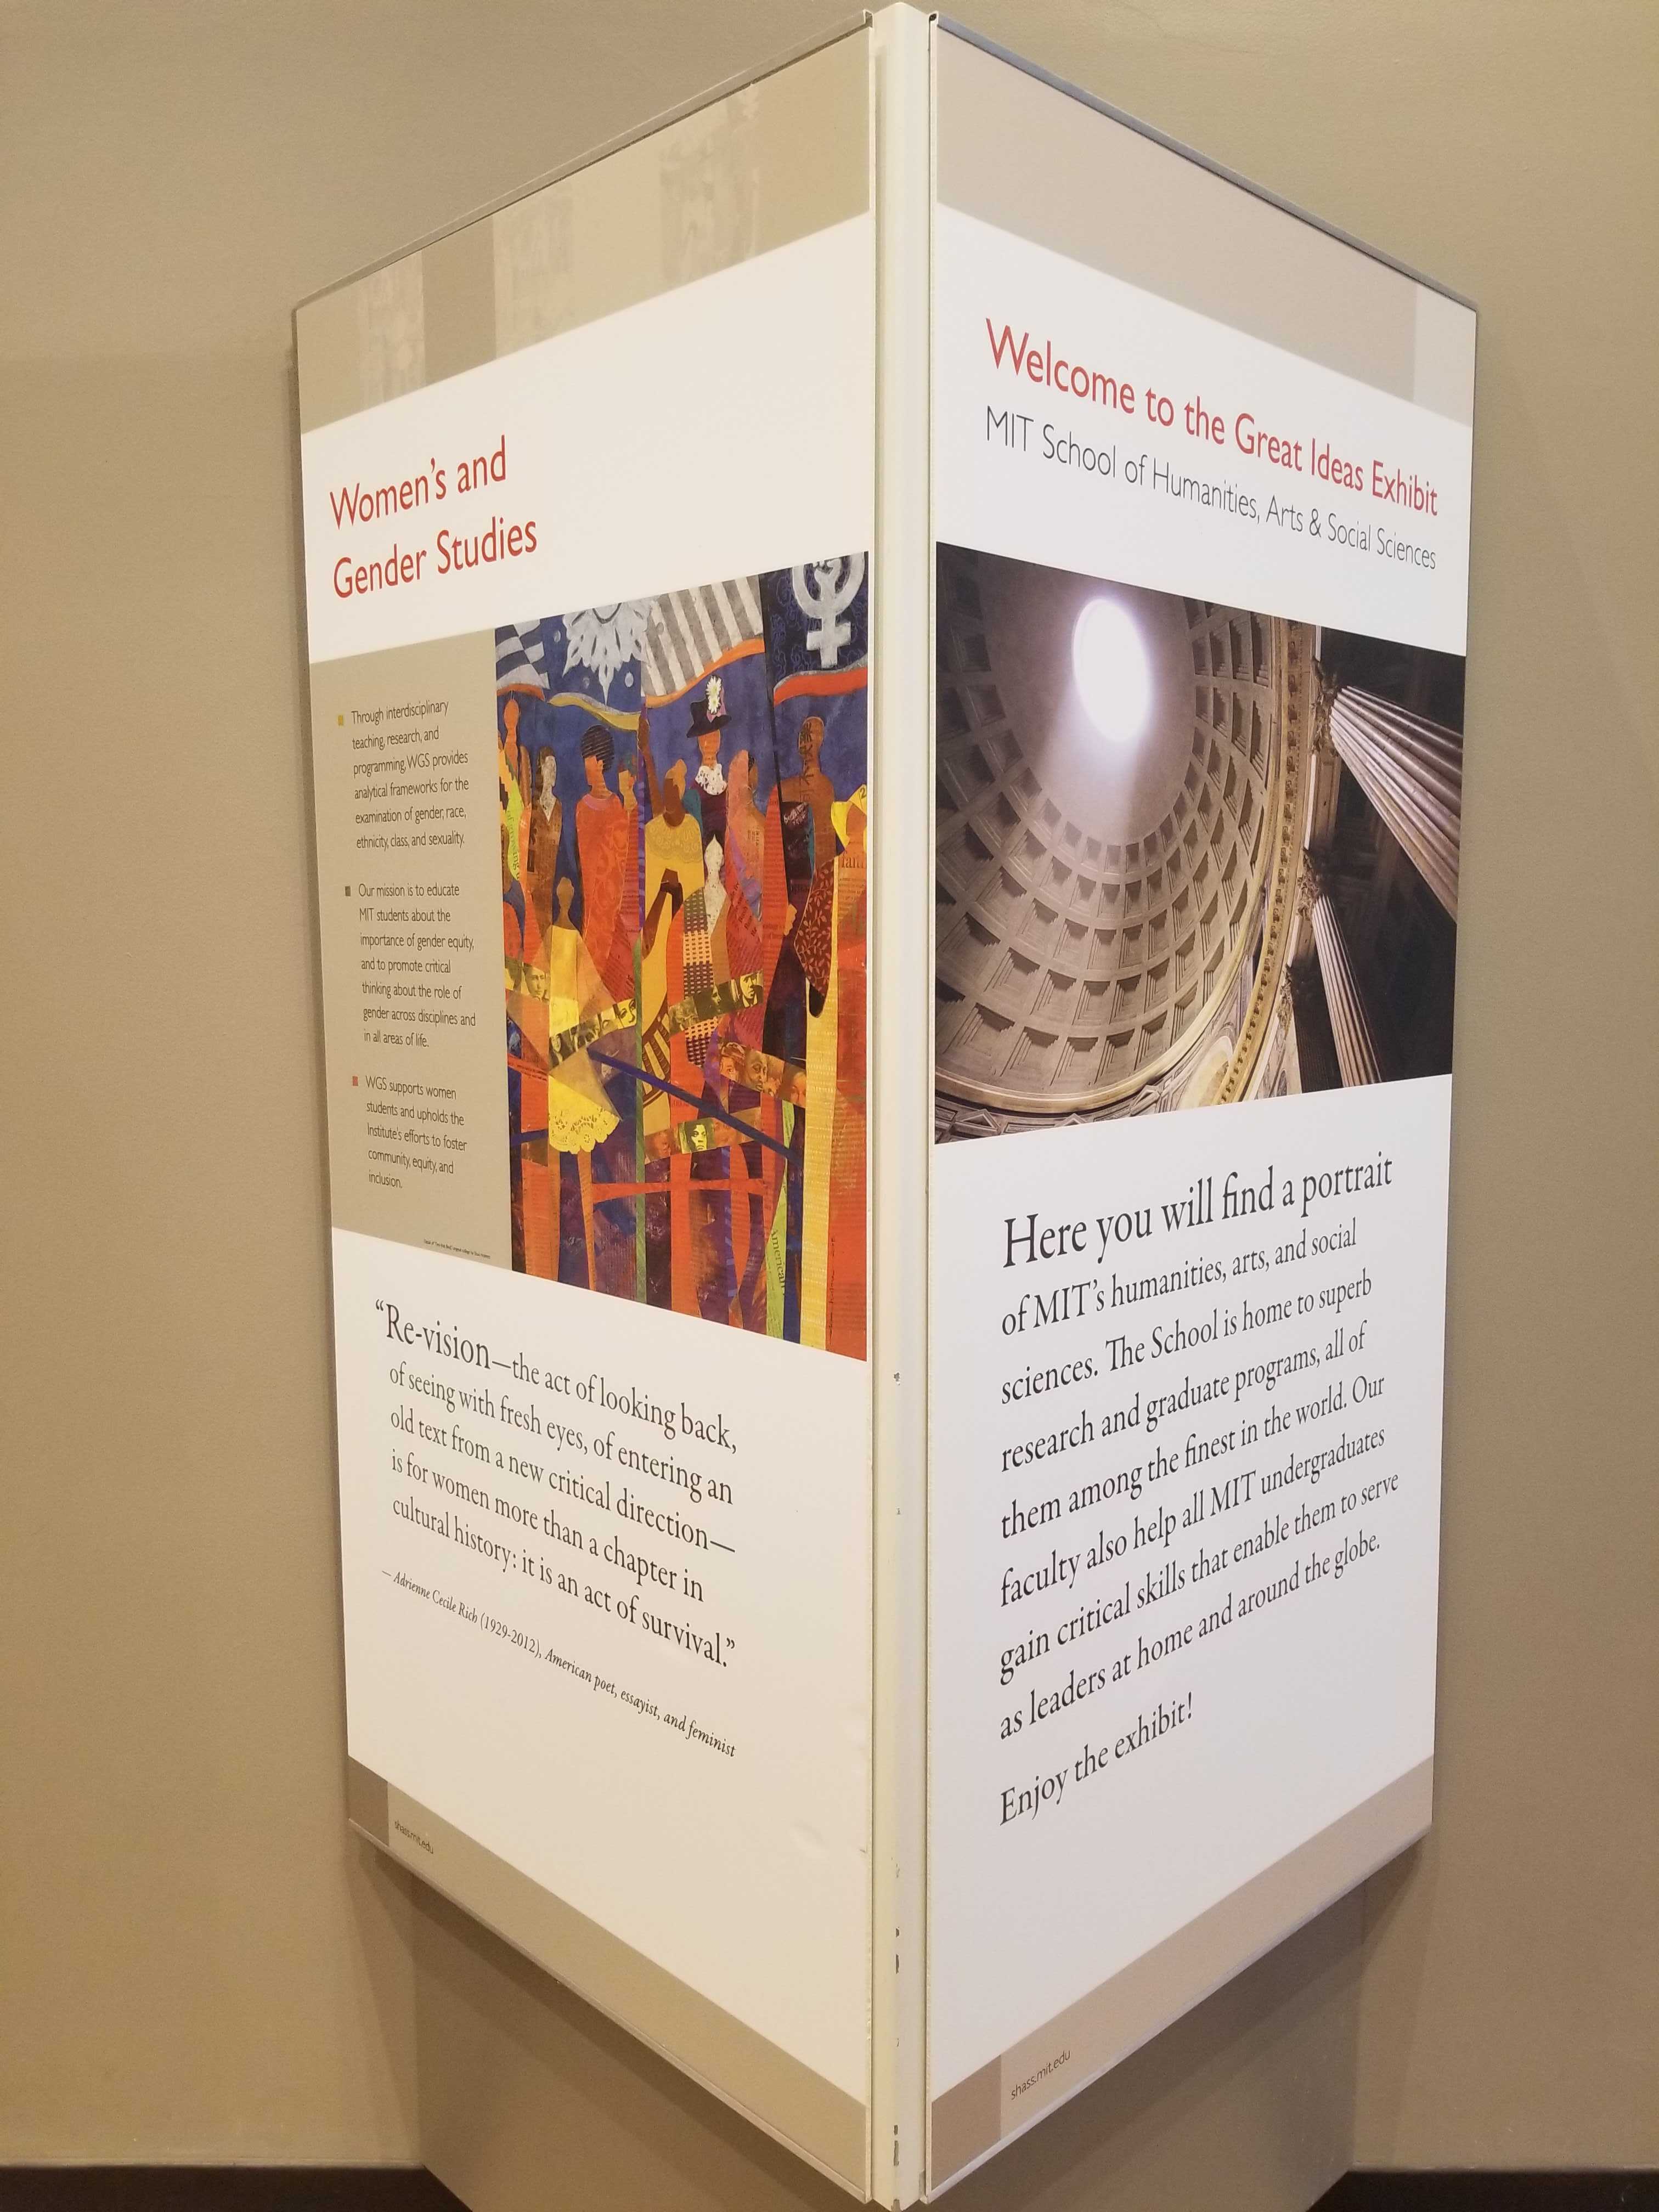 Women's and
Gender Studies
Through interdisciplinary
teaching, research, and
programming, WGS provides
analytical frameworks for the
examination of gender, race,
ethnicity, class, and sexuality.
Our mission is to educate
MIT students about the
importance of gender equity,
and to promote critical
thinking about the role of
gender across disciplines and
in all areas of life.
WGS supports women
students and upholds the
Institute's efforts to foster
community, equity, and
inclusion.
American
“Re-vision—the act of looking back,
of seeing with fresh eyes, of entering an
old text from a new critical direction—
is for women more than a chapter in
cultural history: it is an act of survival.”
— Adrienne Cecile Rich (1929-2012), American poet, essayist, and feminist
shass.mit.edu
Welcome to the Great Ideas Exhibit
MIT School of Humanities, Arts & Social Sciences
Here you will find a portrait
of MIT's humanities, arts, and social
sciences. The School is home to superb
research and graduate programs, all of
them among the finest in the world. Our
faculty also help all MIT undergraduates
gain critical skills that enable them to serve
as leaders at home and around the globe.
Enjoy the exhibit!
shass.mit.edu